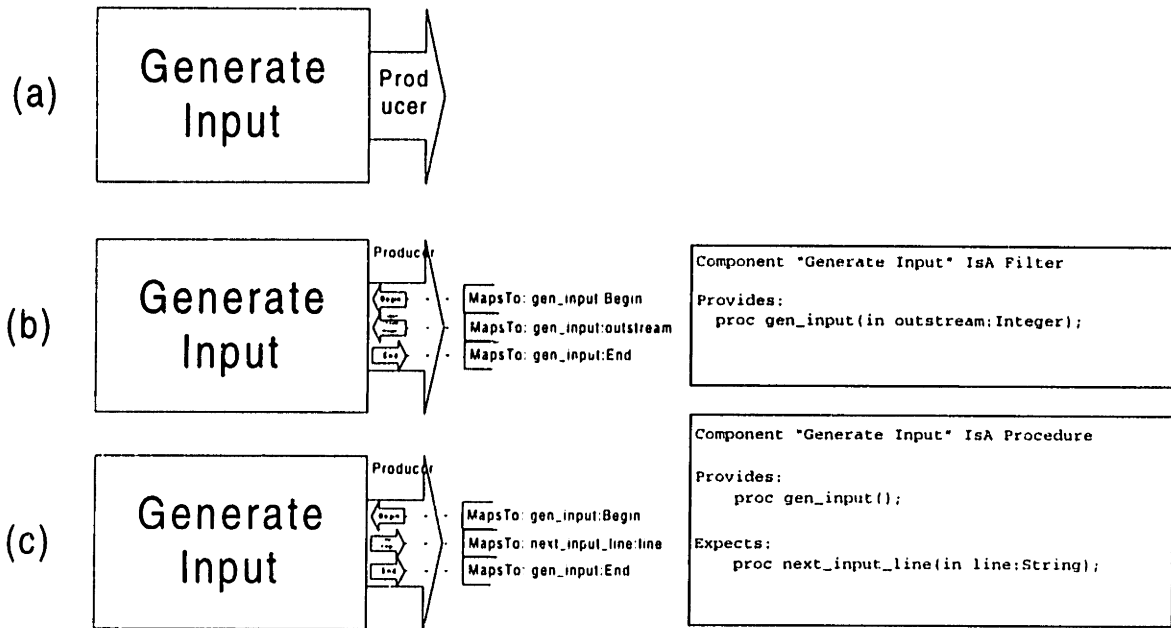 (a)
Generate
Input
Prod
ucer
(b)
Generate
Input
Producer
MapsTo: gen_input Begin
MapsTo: gen_input:outstream
End
MapsTo: gen_input:End
Component "Generate Input" IsA Filter
Provides:
proc gen_input(in outstream:Integer);
(c)
Generate
Input
Producer
MapsTo: gen_input:Begin
MapsTo: next_input_line:line
End
MapsTo: gen_input:End
Component "Generate Input" IsA Procedure
Provides:
proc gen_input();
Expects:
proc next_input_line(in line:String);